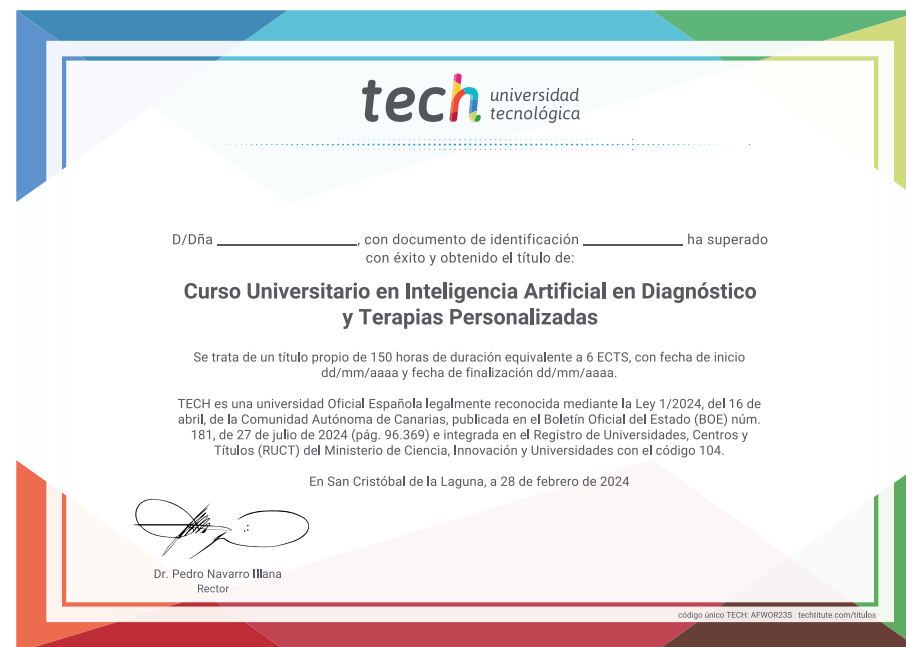 tech universidad
tecnológica
D/Dña ____________________, con documento de identificación ______________ ha superado
con éxito y obtenido el título de:
Curso Universitario en Inteligencia Artificial en Diagnóstico
y Terapias Personalizadas
Se trata de un título propio de 150 horas de duración equivalente a 6 ECTS, con fecha de inicio
dd/mm/aaaa y fecha de finalización dd/mm/aaaa.
TECH es una universidad Oficial Española legalmente reconocida mediante la Ley 1/2024, del 16 de
abril, de la Comunidad Autónoma de Canarias, publicada en el Boletín Oficial del Estado (BOE) núm.
181, de 27 de julio de 2024 (pág. 96.369) e integrada en el Registro de Universidades, Centros y
Títulos (RUCT) del Ministerio de Ciencia, Innovación y Universidades con el código 104.
En San Cristóbal de la Laguna, a 28 de febrero de 2024
Dr. Pedro Navarro Illana
Rector
código único TECH: AFWOR23S techtitute.com/titulos